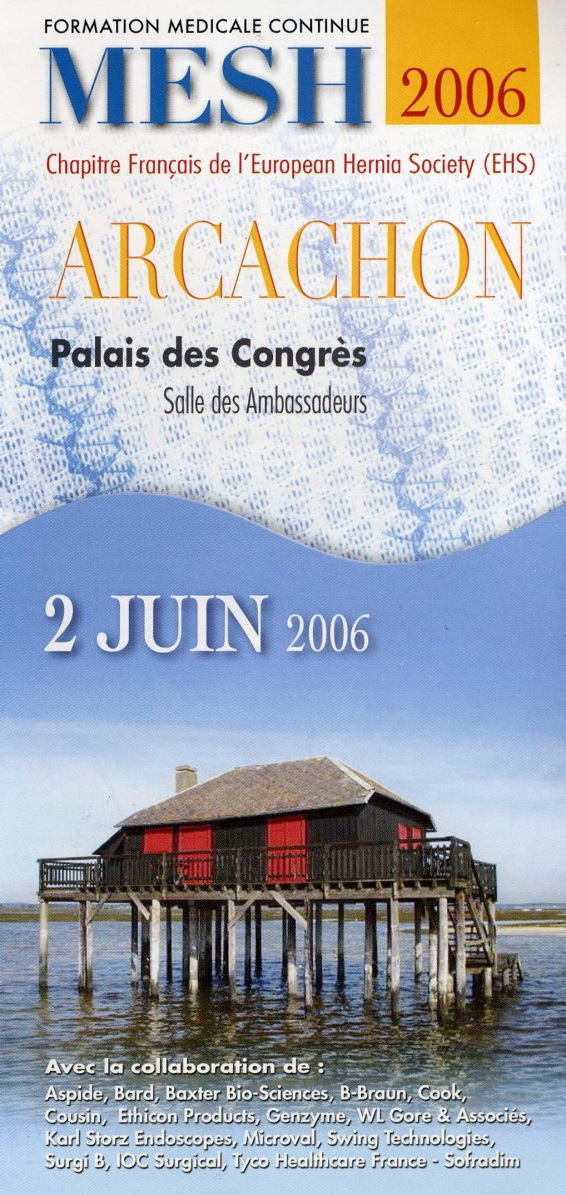 FORMATION MEDICALE CONTINUE
MESH 2006
Chapitre Français de l'European Hernia Society (EHS)
ARCACHON
Palais des Congrès
Salle des Ambassadeurs
2 JUIN 2006
Avec la collaboration de :
Aspide, Bard, Baxter Bio-Sciences, B-Braun, Cook,
Cousin, Ethicon Products, Genzyme, WL Gore & Associés,
Karl Storz Endoscopes, Microval, Swing Technologies,
Surgi B, IOC Surgical, Tyco Healthcare France - Sofradim